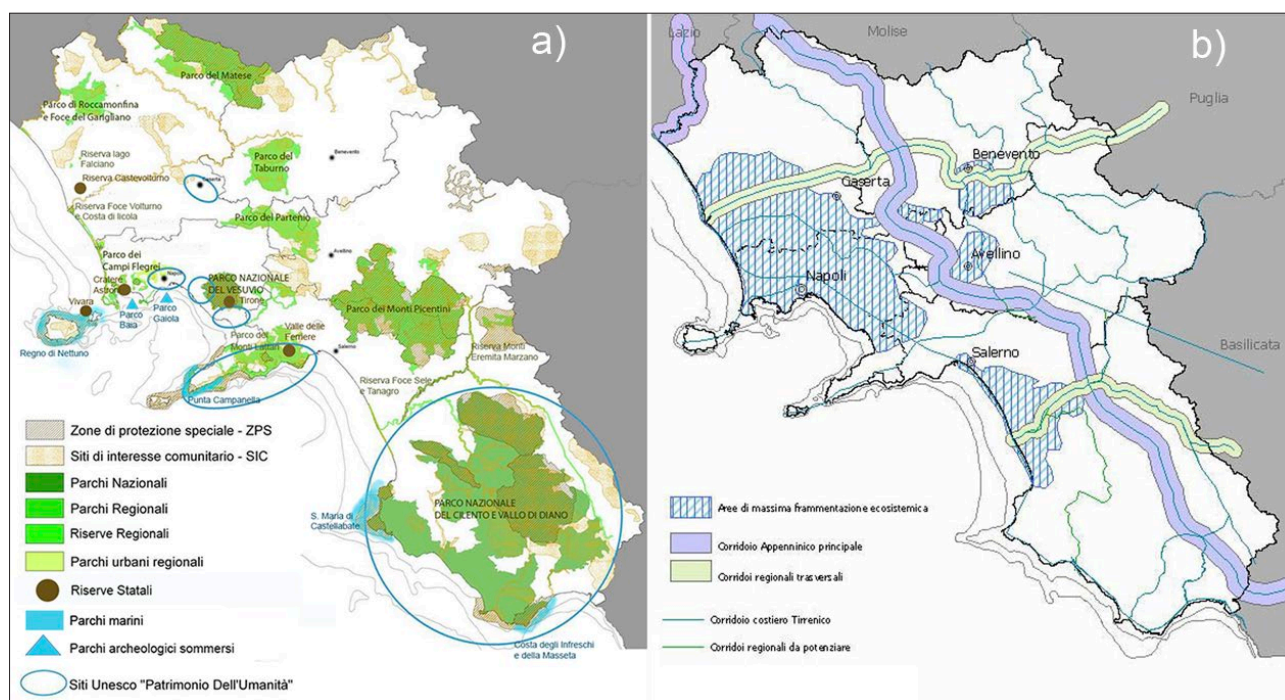 a)
Parco del Matese
Parco di Roccamonfina
e Foce del Garigliano
Riserva lago
Falciano
Riserva Castevolturno
Caserta
Parco del
Taburno
Benevento
Riserva Foce Volturno
e Costa di licola
Parco del Partenio
Parco dei
Campi Flegrei
Napoli
Avellino
Cratere
Astroni
PARCO NAZIONALE
DEL VESUVIO
Tirone
Vivara
Parco
Baia
Parco
Gaiola
Parco dei Monti Picentini
Regno di Nettuno
Parco dei
Monti Lattari
Valle delle
Ferriere
Salerno
Riserva Monti
Eremita Marzano
Punta Campanella
Riserva Foce Sele
e Tanagro
PARCO NAZIONALE
DEL CILENTO E VALLO DI DIANO
S. Maria di
Castellabate
Costa degli Infreschi
e della Masseta
Zone di protezione speciale - ZPS
Siti di interesse comunitario - SIC
Parchi Nazionali
Parchi Regionali
Riserve Regionali
Parchi urbani regionali
Riserve Statali
Parchi marini
Parchi archeologici sommersi
Siti Unesco "Patrimonio Dell'Umanità"
b)
Lazio
Molise
Puglia
Benevento
Gaserta
Avellino
Napoli
Salerno
Basilicata
Aree di massima frammentazione ecosistemica
Corridoio Appenninico principale
Corridoi regionali trasversali
Corridoio costiero Tirrenico
Corridoi regionali da potenziare